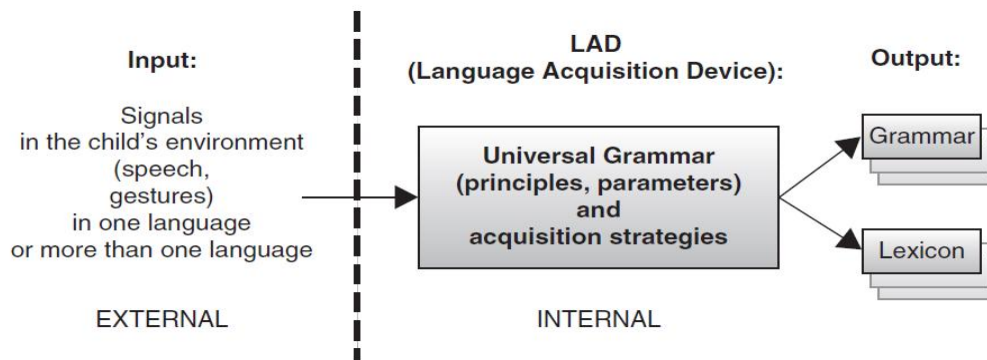 Input:
Signals
in the child's environment
(speech,
gestures)
in one language
or more than one language
EXTERNAL
LAD
(Language Acquisition Device):
Universal Grammar
(principles, parameters)
and
acquisition strategies
INTERNAL
Output:
Grammar
Lexicon